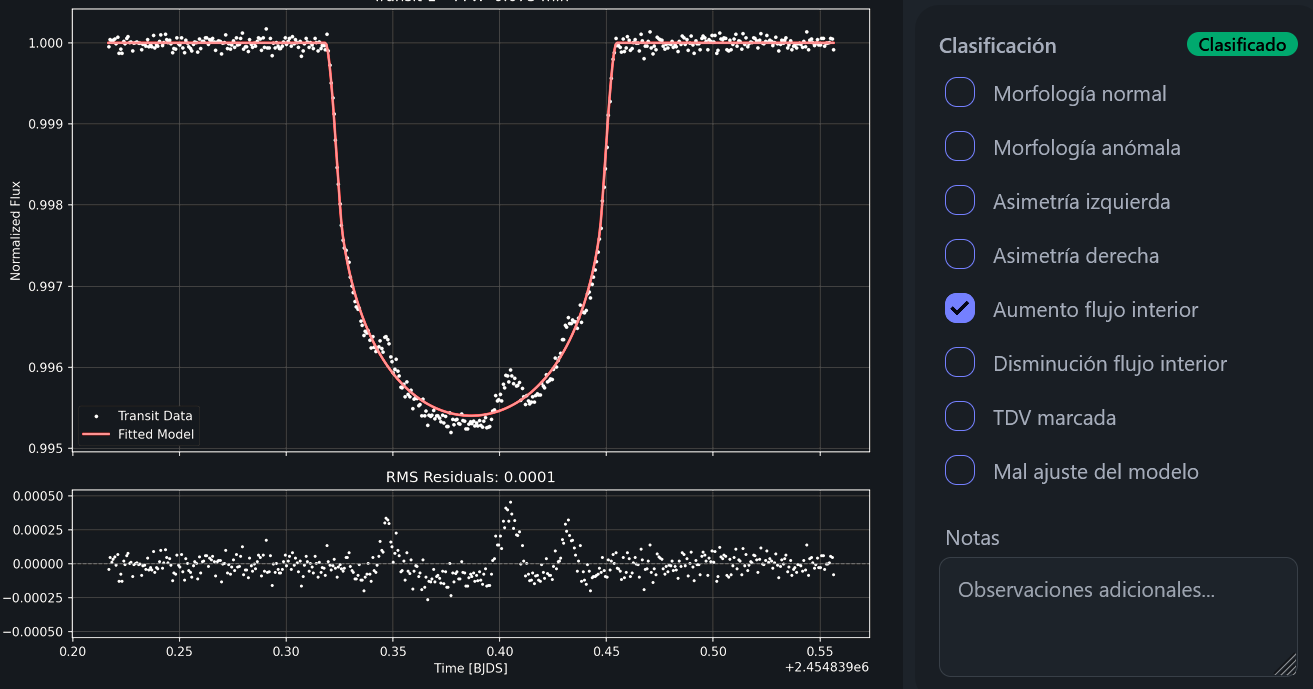 1.000
0.999
0.998
0.997
0.996
0.995
Normalized Flux
Transit Data
Fitted Model
RMS Residuals: 0.0001
0.00050
0.00025
0.00000
−0.00025
−0.00050
0.20 0.25 0.30 0.35 0.40 0.45 0.50 0.55
Time [BJDS]
+2.454839e6
Clasificación
Clasificado
Morfología normal
Morfología anómala
Asimetría izquierda
Asimetría derecha
Aumento flujo interior
Disminución flujo interior
TDV marcada
Mal ajuste del modelo
Notas
Observaciones adicionales...